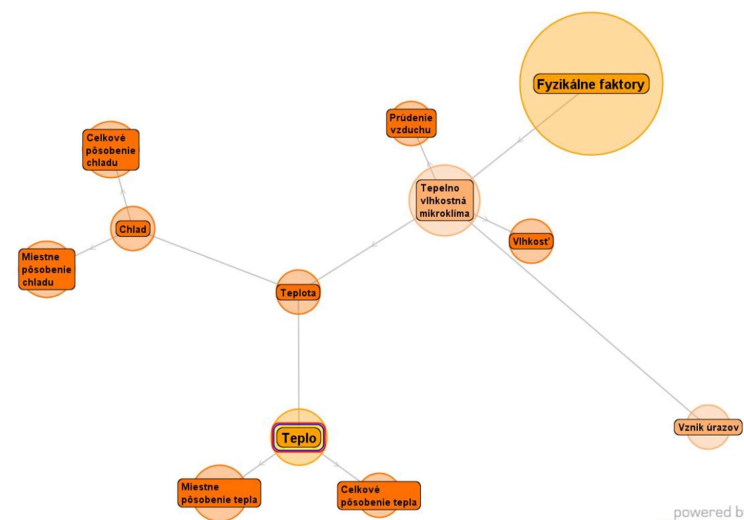 Fyzikálne faktory
Prúdenie
vzduchu
Celkové
pôsobenie
chladu
Tepelno
vlhkostná
mikroklíma
Chlad
Vlhkosť
Miestne
pôsobenie
chladu
Teplota
Vznik úrazov
Teplo
Miestne
pôsobenie tepla
Celkové
pôsobenie tepla
powered b